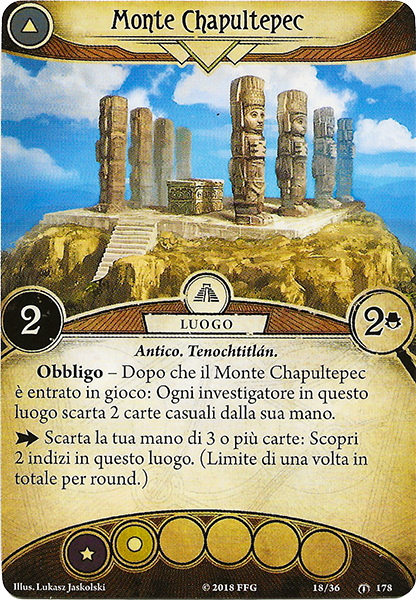 Monte Chapultepec
2
LUOGO
2
Antico. Tenochtitlán.
Obbligo – Dopo che il Monte Chapultepec
è entrato in gioco: Ogni investigatore in questo
luogo scarta 2 carte casuali dalla sua mano.
Scarta la tua mano di 3 o più carte: Scopri
2 indizi in questo luogo. (Limite di una volta in
totale per round.)
Illus. Lukasz Jaskolski © 2018 FFG 18/36 178